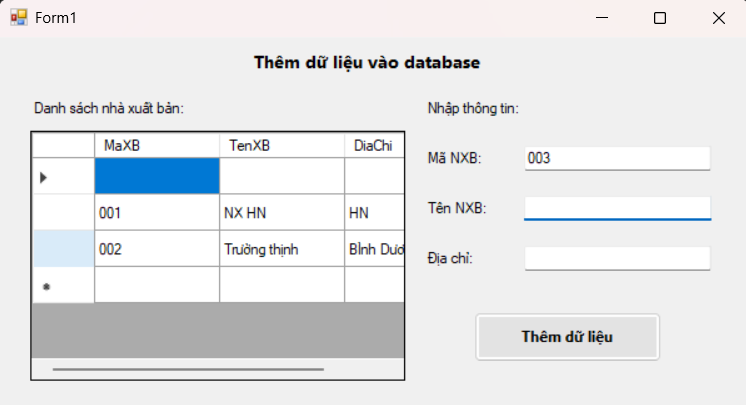 Form1
Thêm dữ liệu vào database
Danh sách nhà xuất bản:
MaXB TenXB DiaChi
001 NX HN HN
002 Trường thịnh Bình Dươ
Nhập thông tin:
Mã NXB: 003
Tên NXB:
Địa chỉ:
Thêm dữ liệu